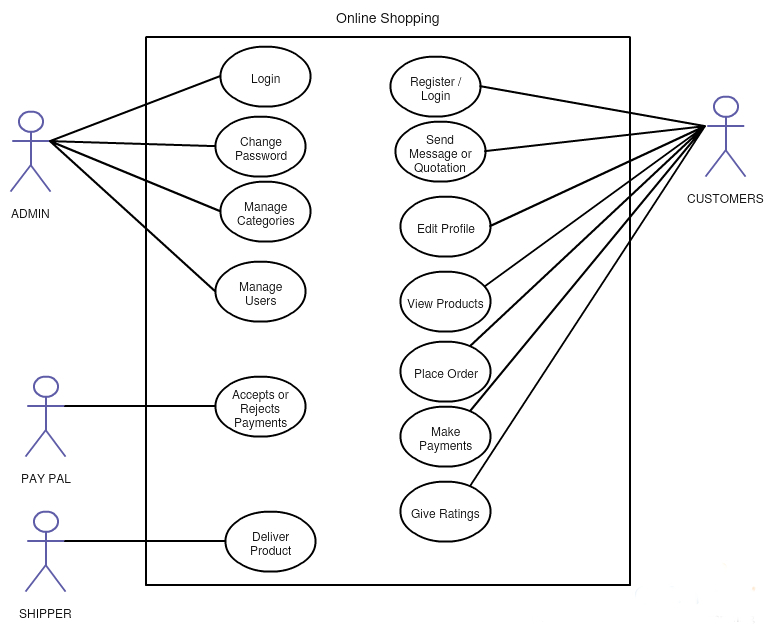 Online Shopping
Login
Change
Password
Manage
Categories
Manage
Users
Accepts or
Rejects
Payments
Deliver
Product
Register /
Login
Send
Message or
Quotation
Edit Profile
View Products
Place Order
Make
Payments
Give Ratings
ADMIN
PAY PAL
SHIPPER
CUSTOMERS